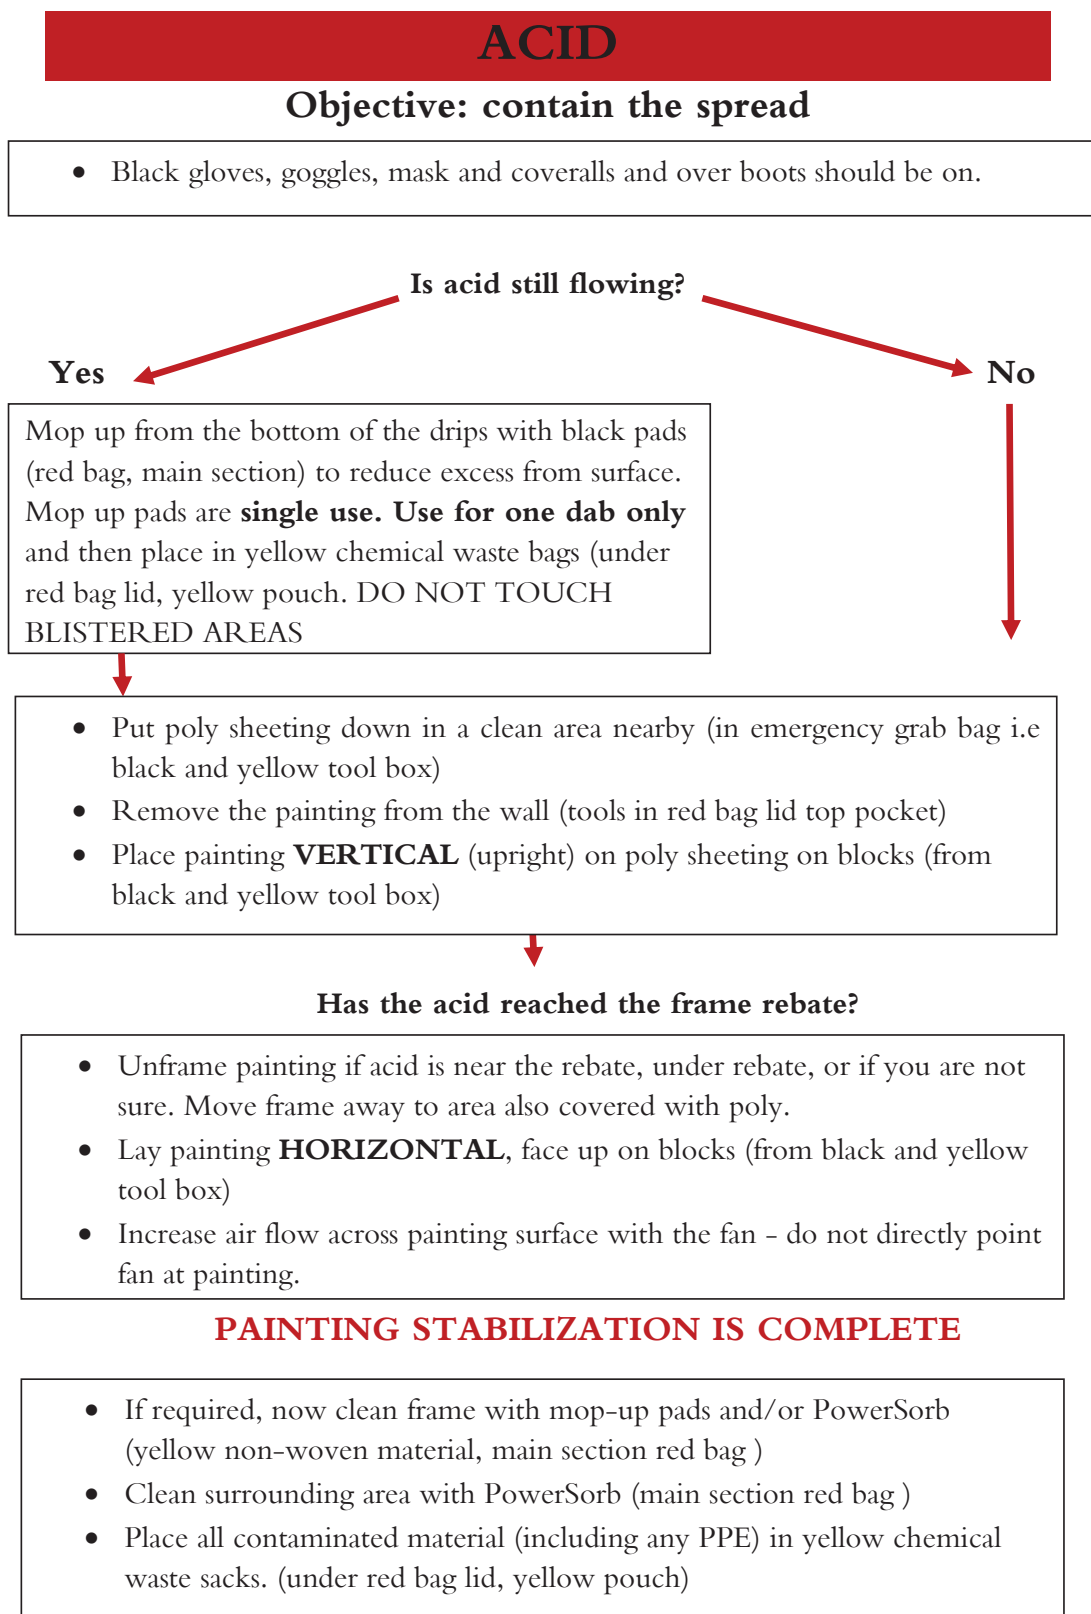 ACID
Objective: contain the spread
• Black gloves, goggles, mask and coveralls and over boots should be on.
Is acid still flowing?
Yes
No
Mop up from the bottom of the drips with black pads
(red bag, main section) to reduce excess from surface.
Mop up pads are single use. Use for one dab only
and then place in yellow chemical waste bags (under
red bag lid, yellow pouch. DO NOT TOUCH
BLISTERED AREAS
• Put poly sheeting down in a clean area nearby (in emergency grab bag i.e
black and yellow tool box)
• Remove the painting from the wall (tools in red bag lid top pocket)
• Place painting VERTICAL (upright) on poly sheeting on blocks (from
black and yellow tool box)
Has the acid reached the frame rebate?
• Unframe painting if acid is near the rebate, under rebate, or if you are not
sure. Move frame away to area also covered with poly.
• Lay painting HORIZONTAL, face up on blocks (from black and yellow
tool box)
• Increase air flow across painting surface with the fan - do not directly point
fan at painting.
PAINTING STABILIZATION IS COMPLETE
• If required, now clean frame with mop-up pads and/or PowerSorb
(yellow non-woven material, main section red bag )
• Clean surrounding area with PowerSorb (main section red bag )
• Place all contaminated material (including any PPE) in yellow chemical
waste sacks. (under red bag lid, yellow pouch)